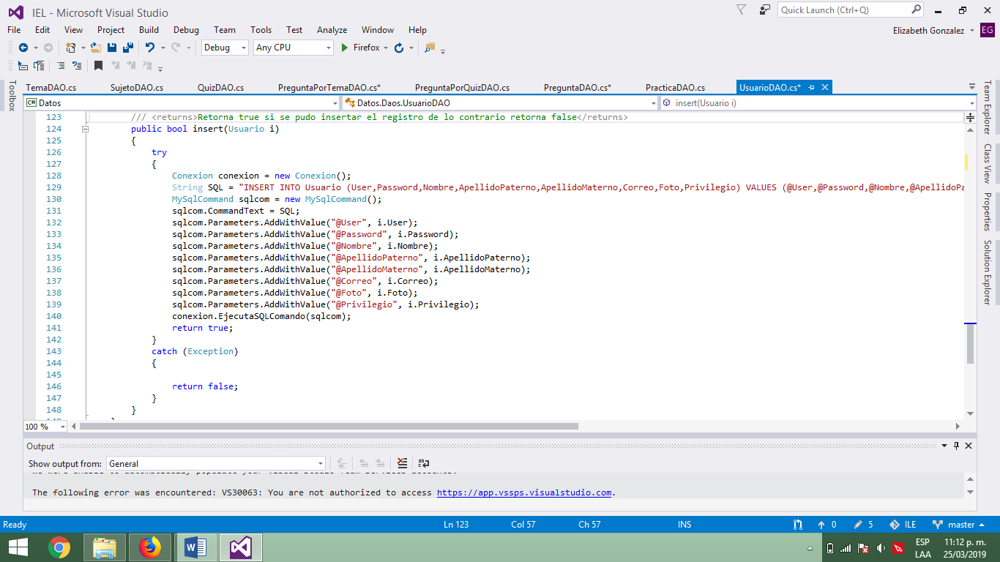 IEL - Microsoft Visual Studio
Quick Launch (Ctrl+Q)
File Edit View Project Build Debug Team Tools Test Analyze Window Help
Elizabeth Gonzalez EG
Debug Any CPU Firefox
Toolbox
TemaDAO.cs SujetoDAO.cs QuizDAO.cs PreguntaPorTemaDAO.cs* PreguntaPorQuizDAO.cs PreguntaDAO.cs* PracticaDAO.cs UsuarioDAO.cs*
C# Datos Datos.Daos.UsuarioDAO insert(Usuario i)
123 /// <returns>Retorna true si se pudo insertar el registro de lo contrario retorna false</returns>
124 public bool insert(Usuario i)
125 {
126 try
127 {
128 Conexion conexion = new Conexion();
129 String SQL = "INSERT INTO Usuario (User,Password,Nombre,ApellidoPaterno,ApellidoMaterno,Correo,Foto,Privilegio) VALUES (@User,@Password,@Nombre,@ApellidoPa
130 MySqlCommand sqlcom = new MySqlCommand();
131 sqlcom.CommandText = SQL;
132 sqlcom.Parameters.AddWithValue("@User", i.User);
133 sqlcom.Parameters.AddWithValue("@Password", i.Password);
134 sqlcom.Parameters.AddWithValue("@Nombre", i.Nombre);
135 sqlcom.Parameters.AddWithValue("@ApellidoPaterno", i.ApellidoPaterno);
136 sqlcom.Parameters.AddWithValue("@ApellidoMaterno", i.ApellidoMaterno);
137 sqlcom.Parameters.AddWithValue("@Correo", i.Correo);
138 sqlcom.Parameters.AddWithValue("@Foto", i.Foto);
139 sqlcom.Parameters.AddWithValue("@Privilegio", i.Privilegio);
140 conexion.EjecutaSQLComando(sqlcom);
141 return true;
142 }
143 catch (Exception)
144 {
145
146 return false;
147 }
148 }
Team Explorer
Class View
Properties
Solution Explorer
100 %
Output
Show output from: General
The following error was encountered: VS30063: You are not authorized to access https://app.vssps.visualstudio.com.
Ready Ln 123 Col 57 Ch 57 INS 0 5 ILE master
ESP 11:12 p. m.
LAA 25/03/2019